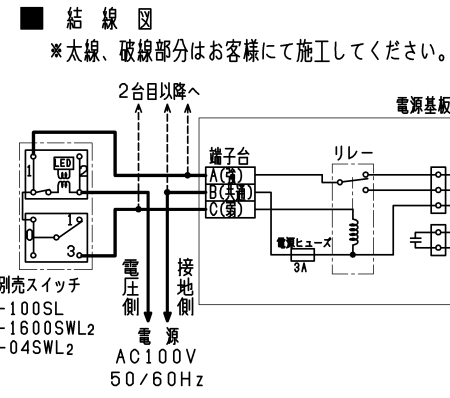 ■ 結線図
※太線、破線部分はお客様にて施工してください。
2台目以降へ
電源基板
端子台
リレー
LED
1
2
A(強)
B(共通)
C(弱)
0
1
3
電源ヒューズ
3A
電圧側
接地側
別売スイッチ
-100SL
-1600SWL2
-04SWL2
電源
AC100V
50/60Hz